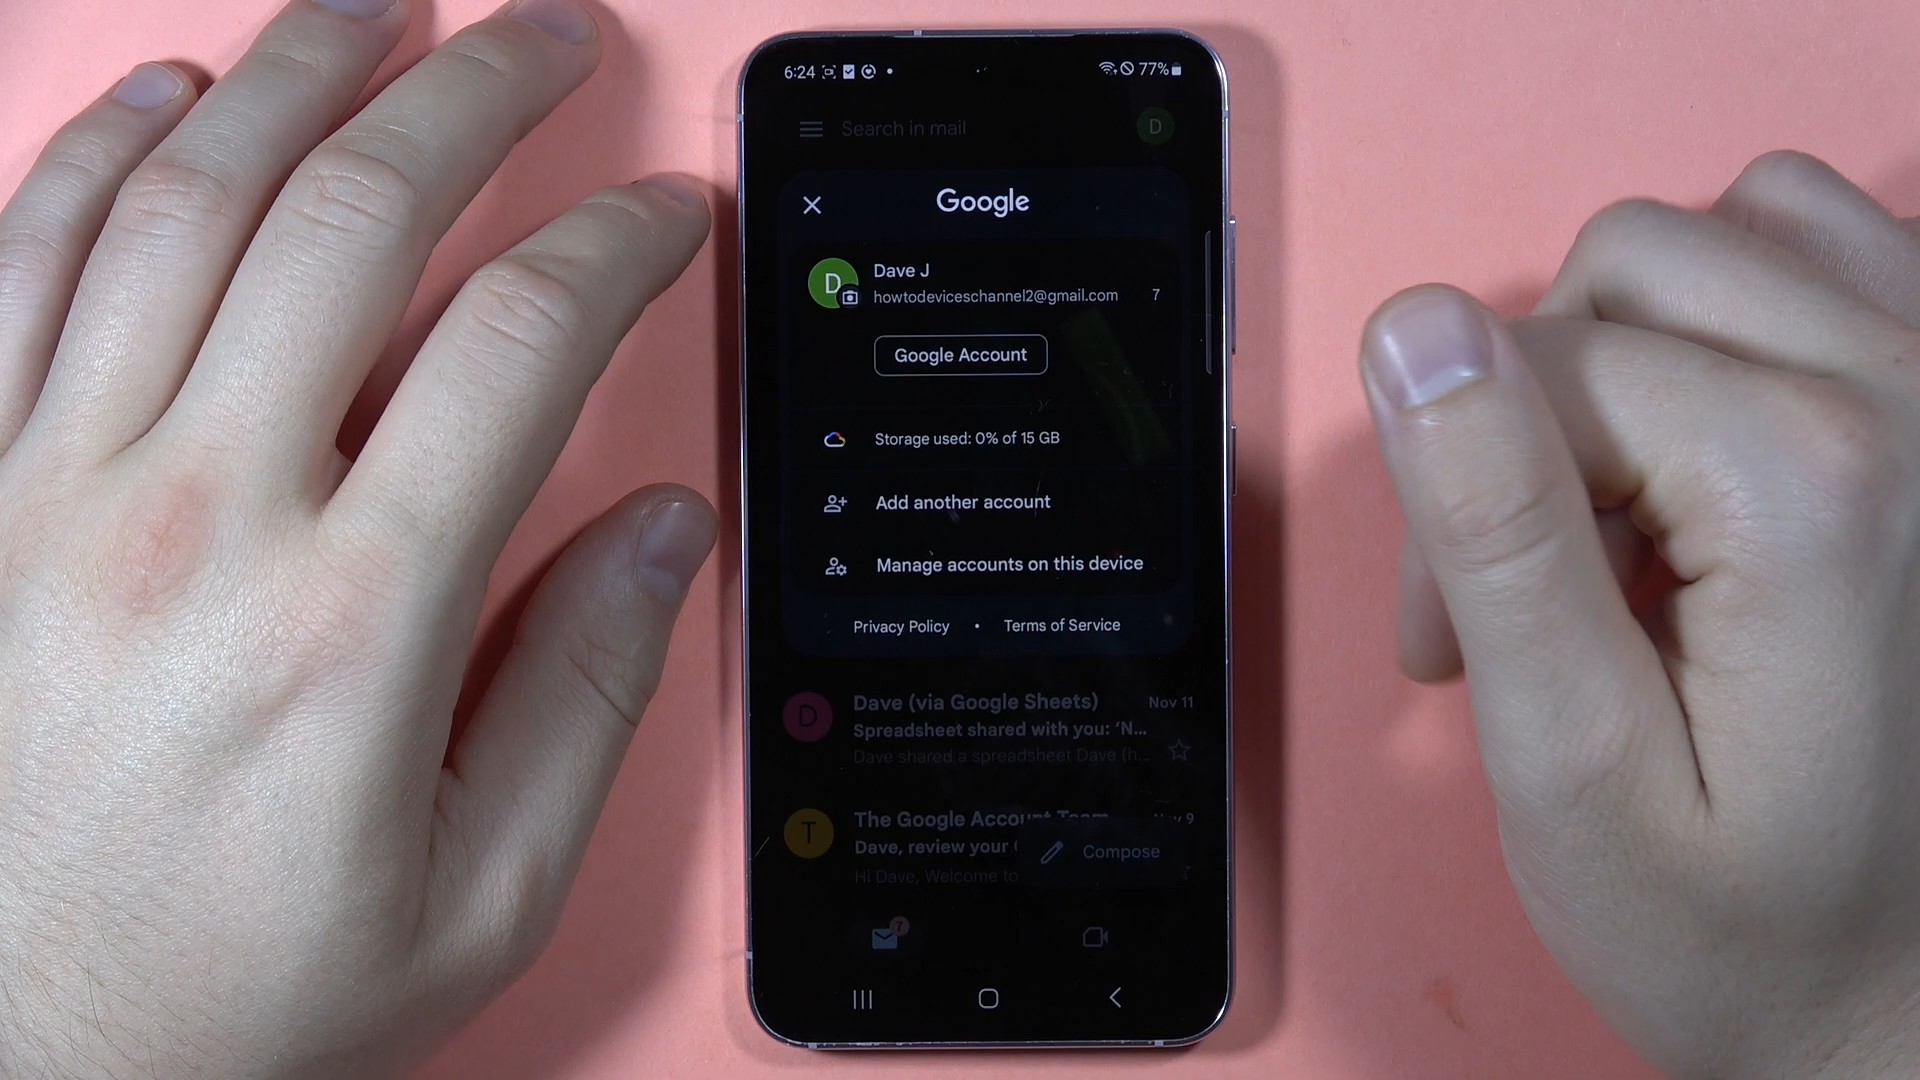 6:24 77%
Search in mail D
Google
D Dave J
howtodeviceschannel2@gmail.com 7
Google Account
Storage used: 0% of 15 GB
Add another account
Manage accounts on this device
Privacy Policy • Terms of Service
D Dave (via Google Sheets) Nov 11
Spreadsheet shared with you: ‘N...
Dave shared a spreadsheet Dave (h...
T The Google Account Team 9
Dave, review your
Compose
Hi Dave, Welcome to
7